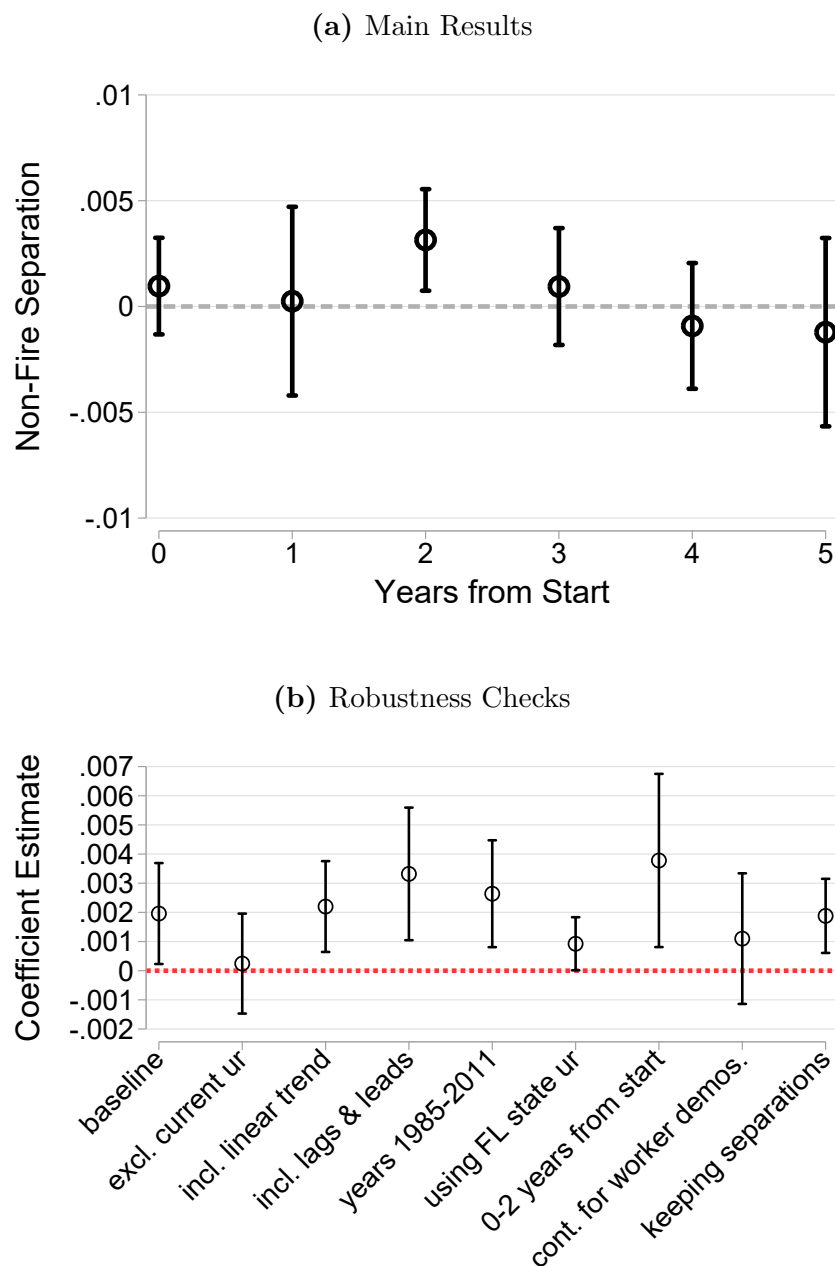 (a) Main Results
.01
.005
0
-.005
-.01
Non-Fire Separation
0 1 2 3 4 5
Years from Start
(b) Robustness Checks
.007
.006
.005
.004
.003
.002
.001
0
-.001
-.002
Coefficient Estimate
baseline
excl. current ur
incl. linear trend
incl. lags & leads
years 1985-2011
using FL state ur
0-2 years from start
cont. for worker demos.
keeping separations